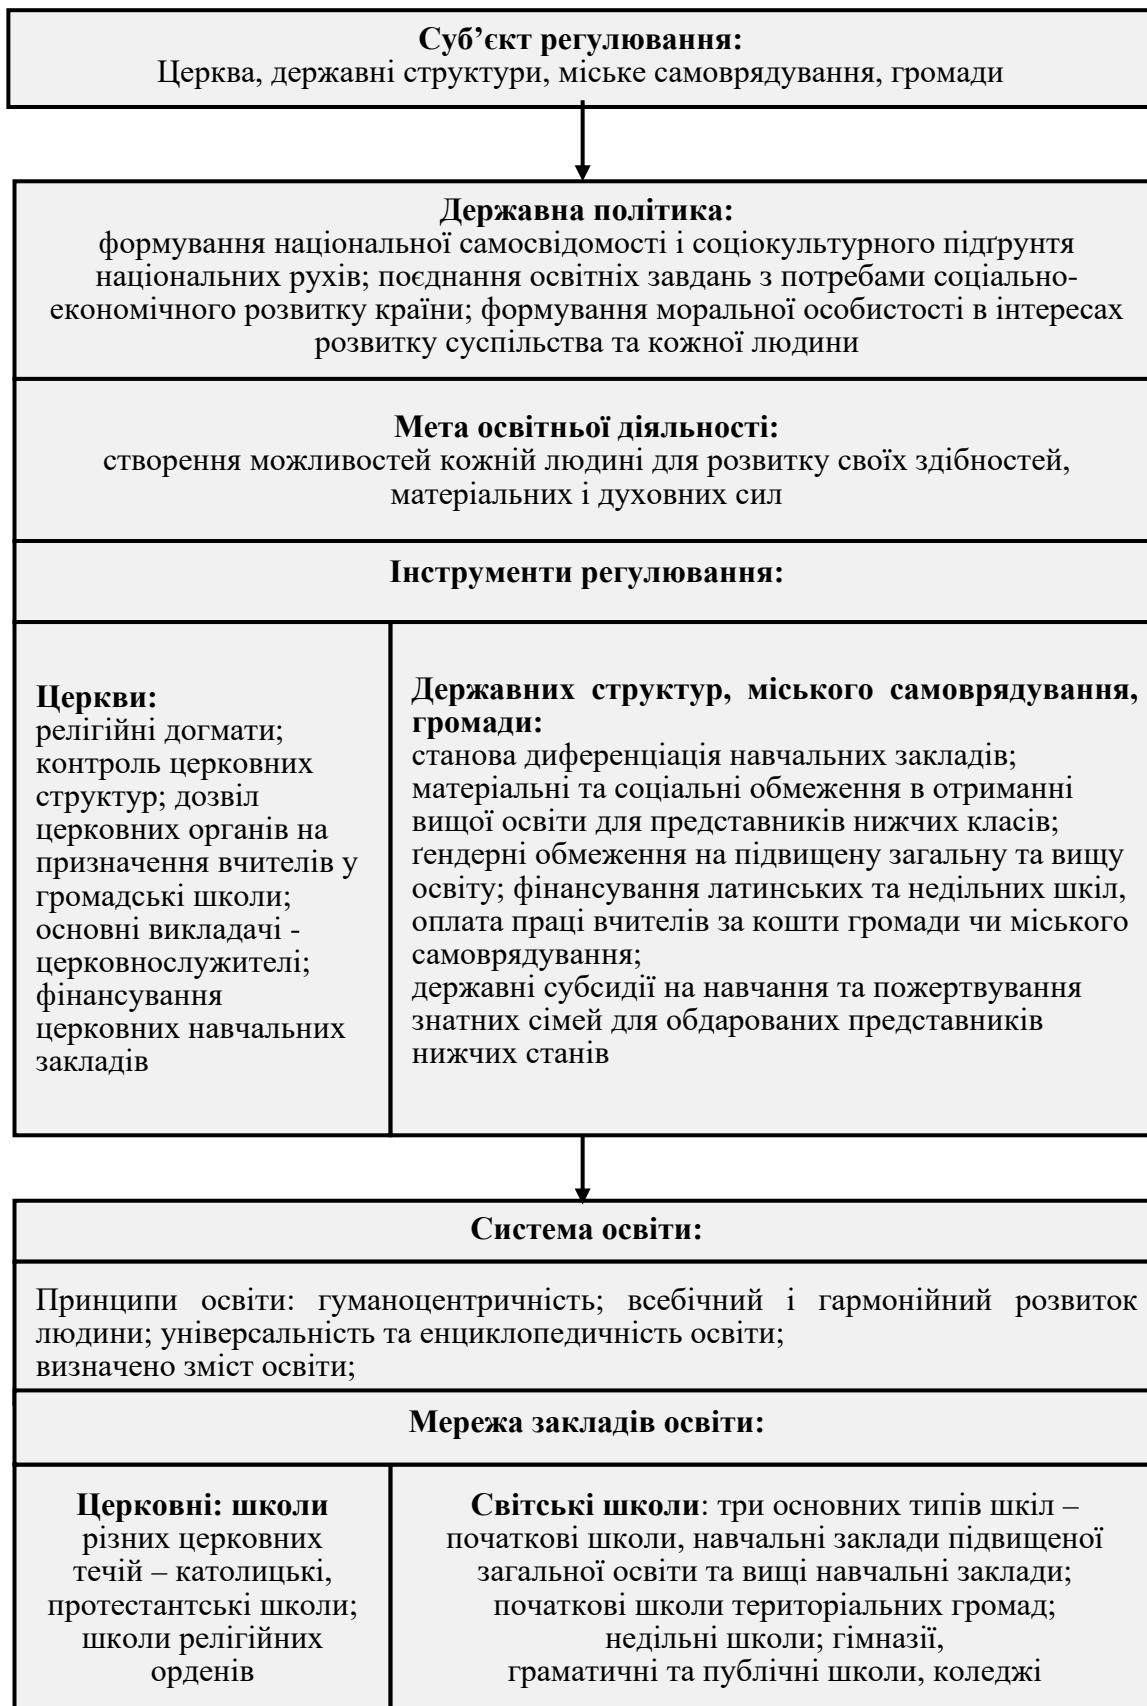 Суб’єкт регулювання:
Церква, державні структури, міське самоврядування, громади
Державна політика:
формування національної самосвідомості і соціокультурного підґрунтя
національних рухів; поєднання освітніх завдань з потребами соціально-
економічного розвитку країни; формування моральної особистості в інтересах
розвитку суспільства та кожної людини
Мета освітньої діяльності:
створення можливостей кожній людині для розвитку своїх здібностей,
матеріальних і духовних сил
Інструменти регулювання:
Церкви:
релігійні догмати;
контроль церковних
структур; дозвіл
церковних органів на
призначення вчителів у
громадські школи;
основні викладачі -
церковнослужителі;
фінансування
церковних навчальних
закладів
Державних структур, міського самоврядування,
громади:
станова диференціація навчальних закладів;
матеріальні та соціальні обмеження в отриманні
вищої освіти для представників нижчих класів;
ґендерні обмеження на підвищену загальну та вищу
освіту; фінансування латинських та недільних шкіл,
оплата праці вчителів за кошти громади чи міського
самоврядування;
державні субсидії на навчання та пожертвування
знатних сімей для обдарованих представників
нижчих станів
Система освіти:
Принципи освіти: гуманоцентричність; всебічний і гармонійний розвиток
людини; універсальність та енциклопедичність освіти;
визначено зміст освіти;
Мережа закладів освіти:
Церковні: школи
різних церковних
течій – католицькі,
протестантські школи;
школи релігійних
орденів
Світські школи: три основних типів шкіл –
початкові школи, навчальні заклади підвищеної
загальної освіти та вищі навчальні заклади;
початкові школи територіальних громад;
недільні школи; гімназії,
граматичні та публічні школи, коледжі